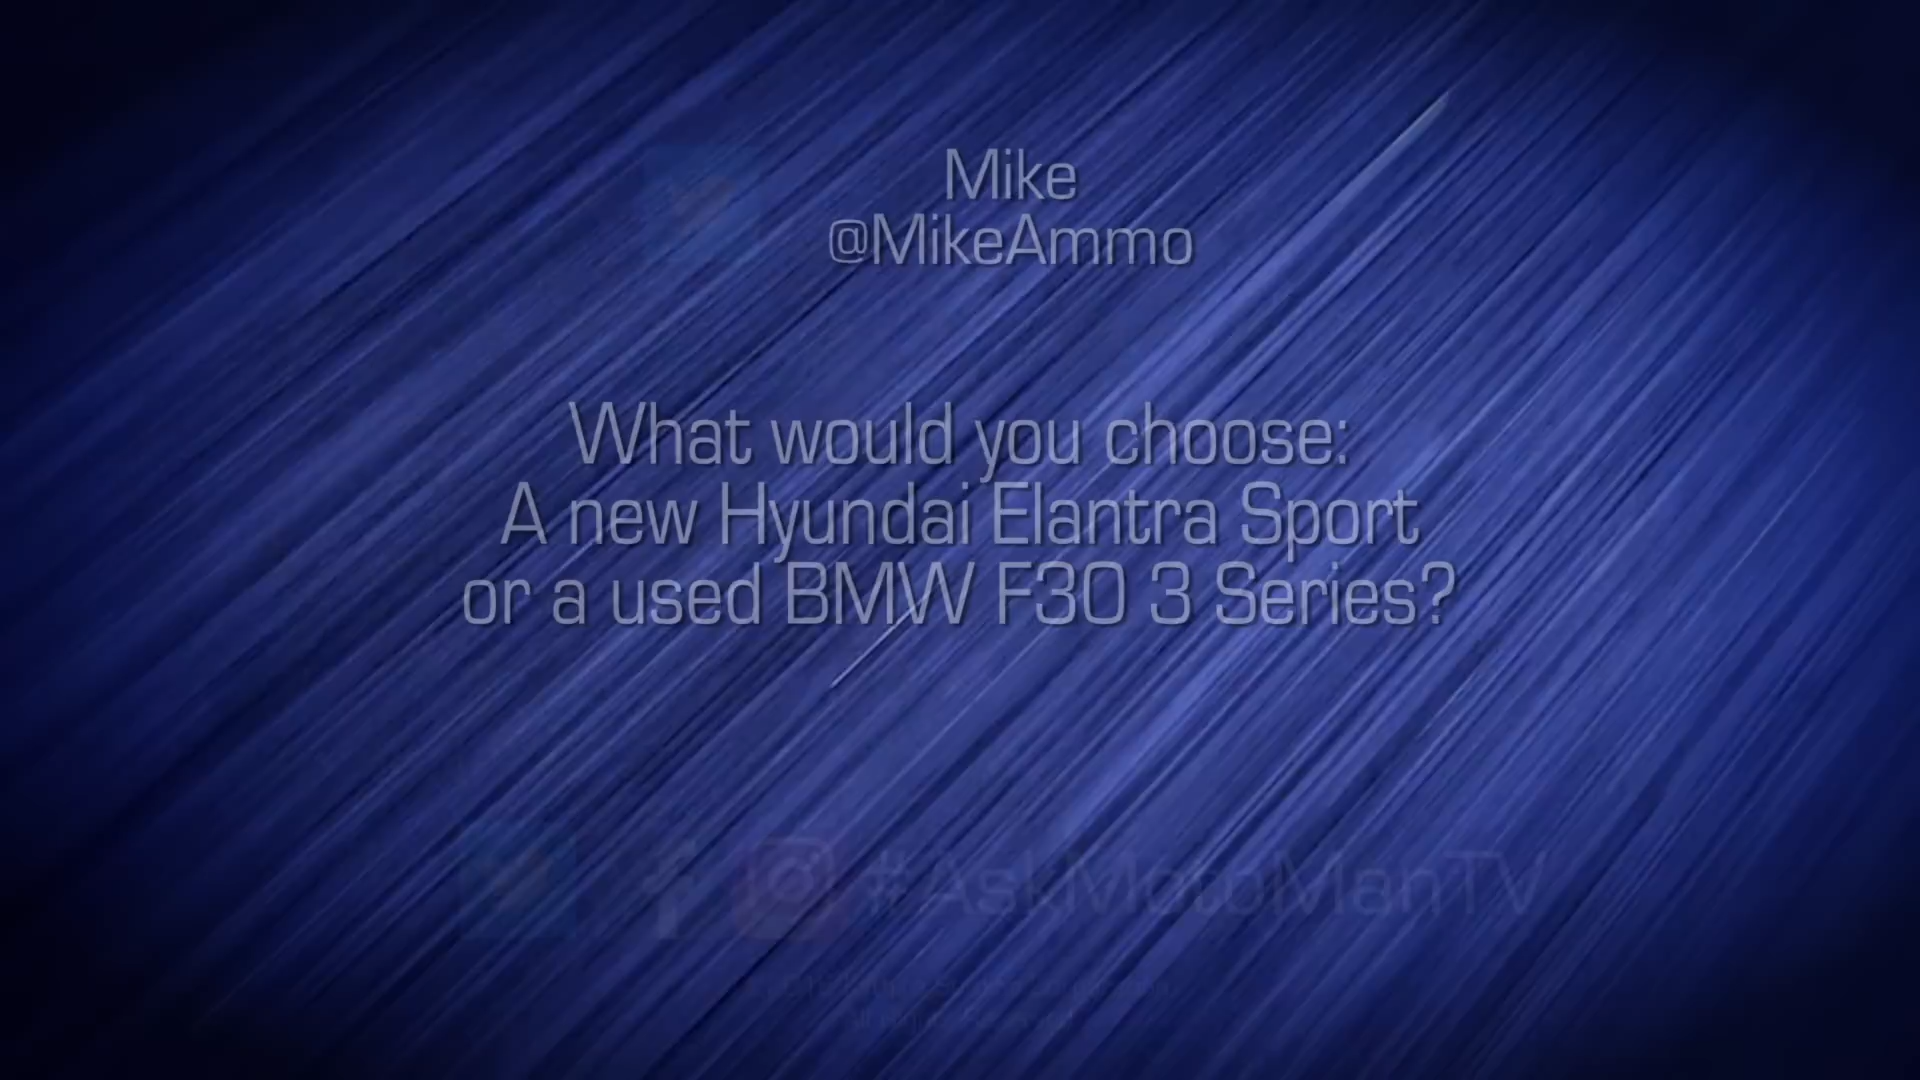 Mike
@MikeAmmo
What would you choose:
A new Hyundai Elantra Sport
or a used BMW F30 3 Series?
#AskMotoManTV